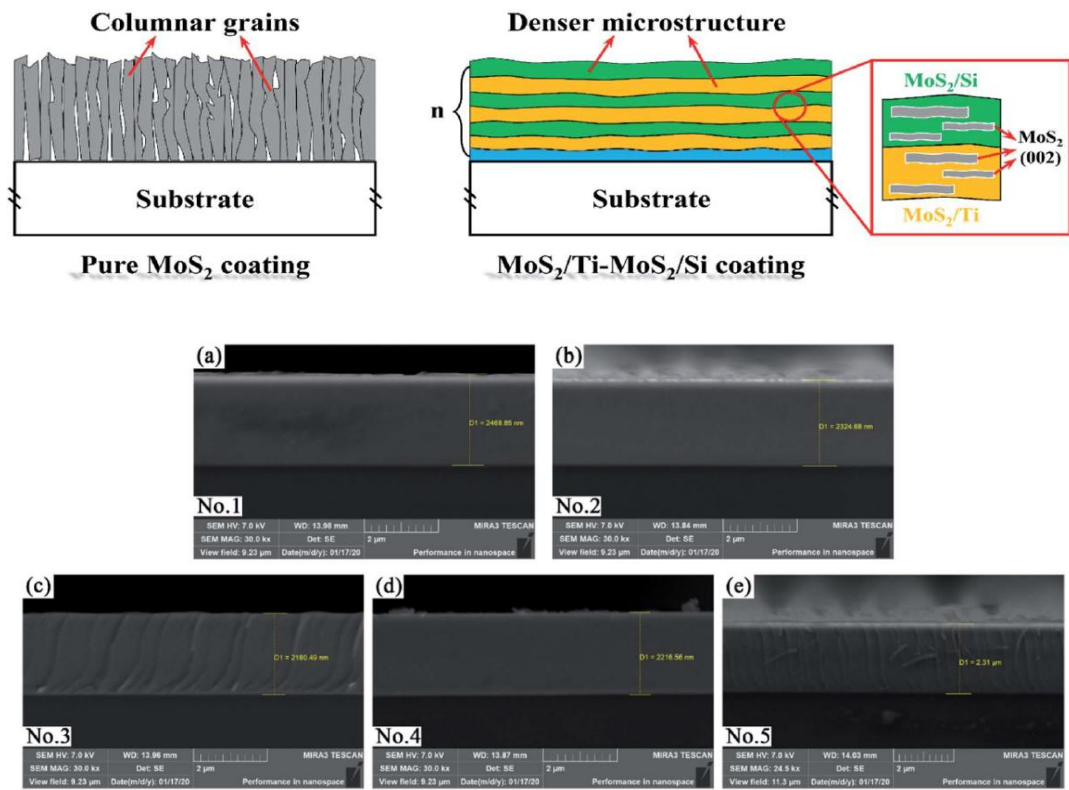 Columnar grains
Denser microstructure
MoS₂/Si
n
MoS₂
(002)
MoS₂/Ti
Substrate
Substrate
Pure MoS₂ coating
MoS₂/Ti-MoS₂/Si coating
(a)
D1 = 2468.85 nm
No.1
SEM HV: 7.0 kV WD: 13.98 mm MIRA3 TESCAN
SEM MAG: 30.0 kx Det: SE 2 μm
View field: 9.23 μm Date(m/d/y): 01/17/20 Performance in nanospace
(b)
D1 = 2324.68 nm
No.2
SEM HV: 7.0 kV WD: 13.84 mm MIRA3 TESCAN
SEM MAG: 30.0 kx Det: SE 2 μm
View field: 9.23 μm Date(m/d/y): 01/17/20 Performance in nanospace
(c)
D1 = 2180.49 nm
No.3
SEM HV: 7.0 kV WD: 13.96 mm MIRA3 TESCAN
SEM MAG: 30.0 kx Det: SE 2 μm
View field: 9.23 μm Date(m/d/y): 01/17/20 Performance in nanospace
(d)
D1 = 2216.56 nm
No.4
SEM HV: 7.0 kV WD: 13.87 mm MIRA3 TESCAN
SEM MAG: 30.0 kx Det: SE 2 μm
View field: 9.23 μm Date(m/d/y): 01/17/20 Performance in nanospace
(e)
D1 = 2.31 μm
No.5
SEM HV: 7.0 kV WD: 14.03 mm MIRA3 TESCAN
SEM MAG: 24.5 kx Det: SE 2 μm
View field: 11.3 μm Date(m/d/y): 01/17/20 Performance in nanospace